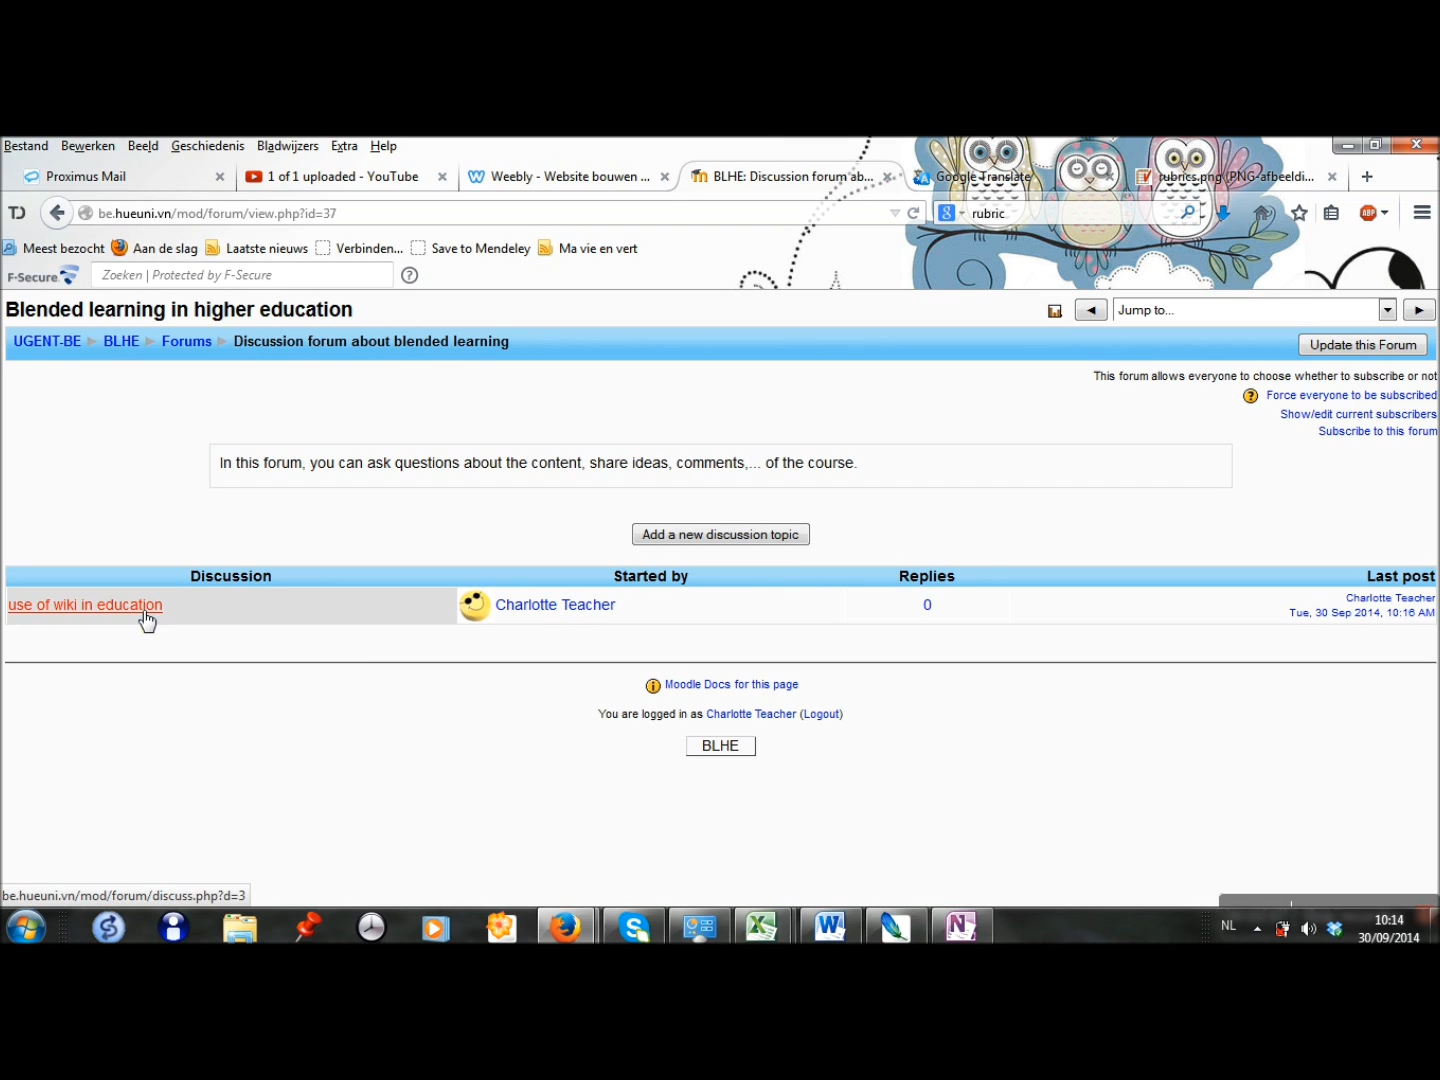 Bestand Bewerken Beeld Geschiedenis Bladwijzers Extra Help
Proximus Mail 1 of 1 uploaded - YouTube Weebly - Website bouwen ... BLHE: Discussion forum ab... Google Translate rubrics.png (PNG-afbeeldi...
be.hueuni.vn/mod/forum/view.php?id=37 rubric ABP
Meest bezocht Aan de slag Laatste nieuws Verbinden... Save to Mendeley Ma vie en vert
F-Secure Zoeken | Protected by F-Secure
Blended learning in higher education Jump to...
UGENT-BE BLHE Forums Discussion forum about blended learning Update this Forum
This forum allows everyone to choose whether to subscribe or not
Force everyone to be subscribed
Show/edit current subscribers
Subscribe to this forum
In this forum, you can ask questions about the content, share ideas, comments,... of the course.
Add a new discussion topic
Discussion Started by Replies Last post
use of wiki in education Charlotte Teacher 0 Charlotte Teacher
Tue, 30 Sep 2014, 10:16 AM
Moodle Docs for this page
You are logged in as Charlotte Teacher (Logout)
BLHE
be.hueuni.vn/mod/forum/discuss.php?d=3
NL 10:14
30/09/2014